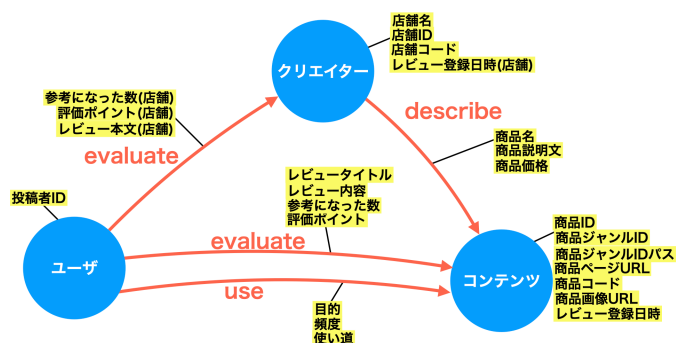 店舗名
店舗ID
店舗コード
レビュー登録日時(店舗)
クリエイター
参考になった数(店舗)
評価ポイント(店舗)
レビュー本文(店舗)
evaluate
describe
商品名
商品説明文
商品価格
投稿者ID
レビュータイトル
レビュー内容
参考になった数
評価ポイント
evaluate
ユーザ
use
目的
頻度
使い道
コンテンツ
商品ID
商品ジャンルID
商品ジャンルIDパス
商品ページURL
商品コード
商品画像URL
レビュー登録日時